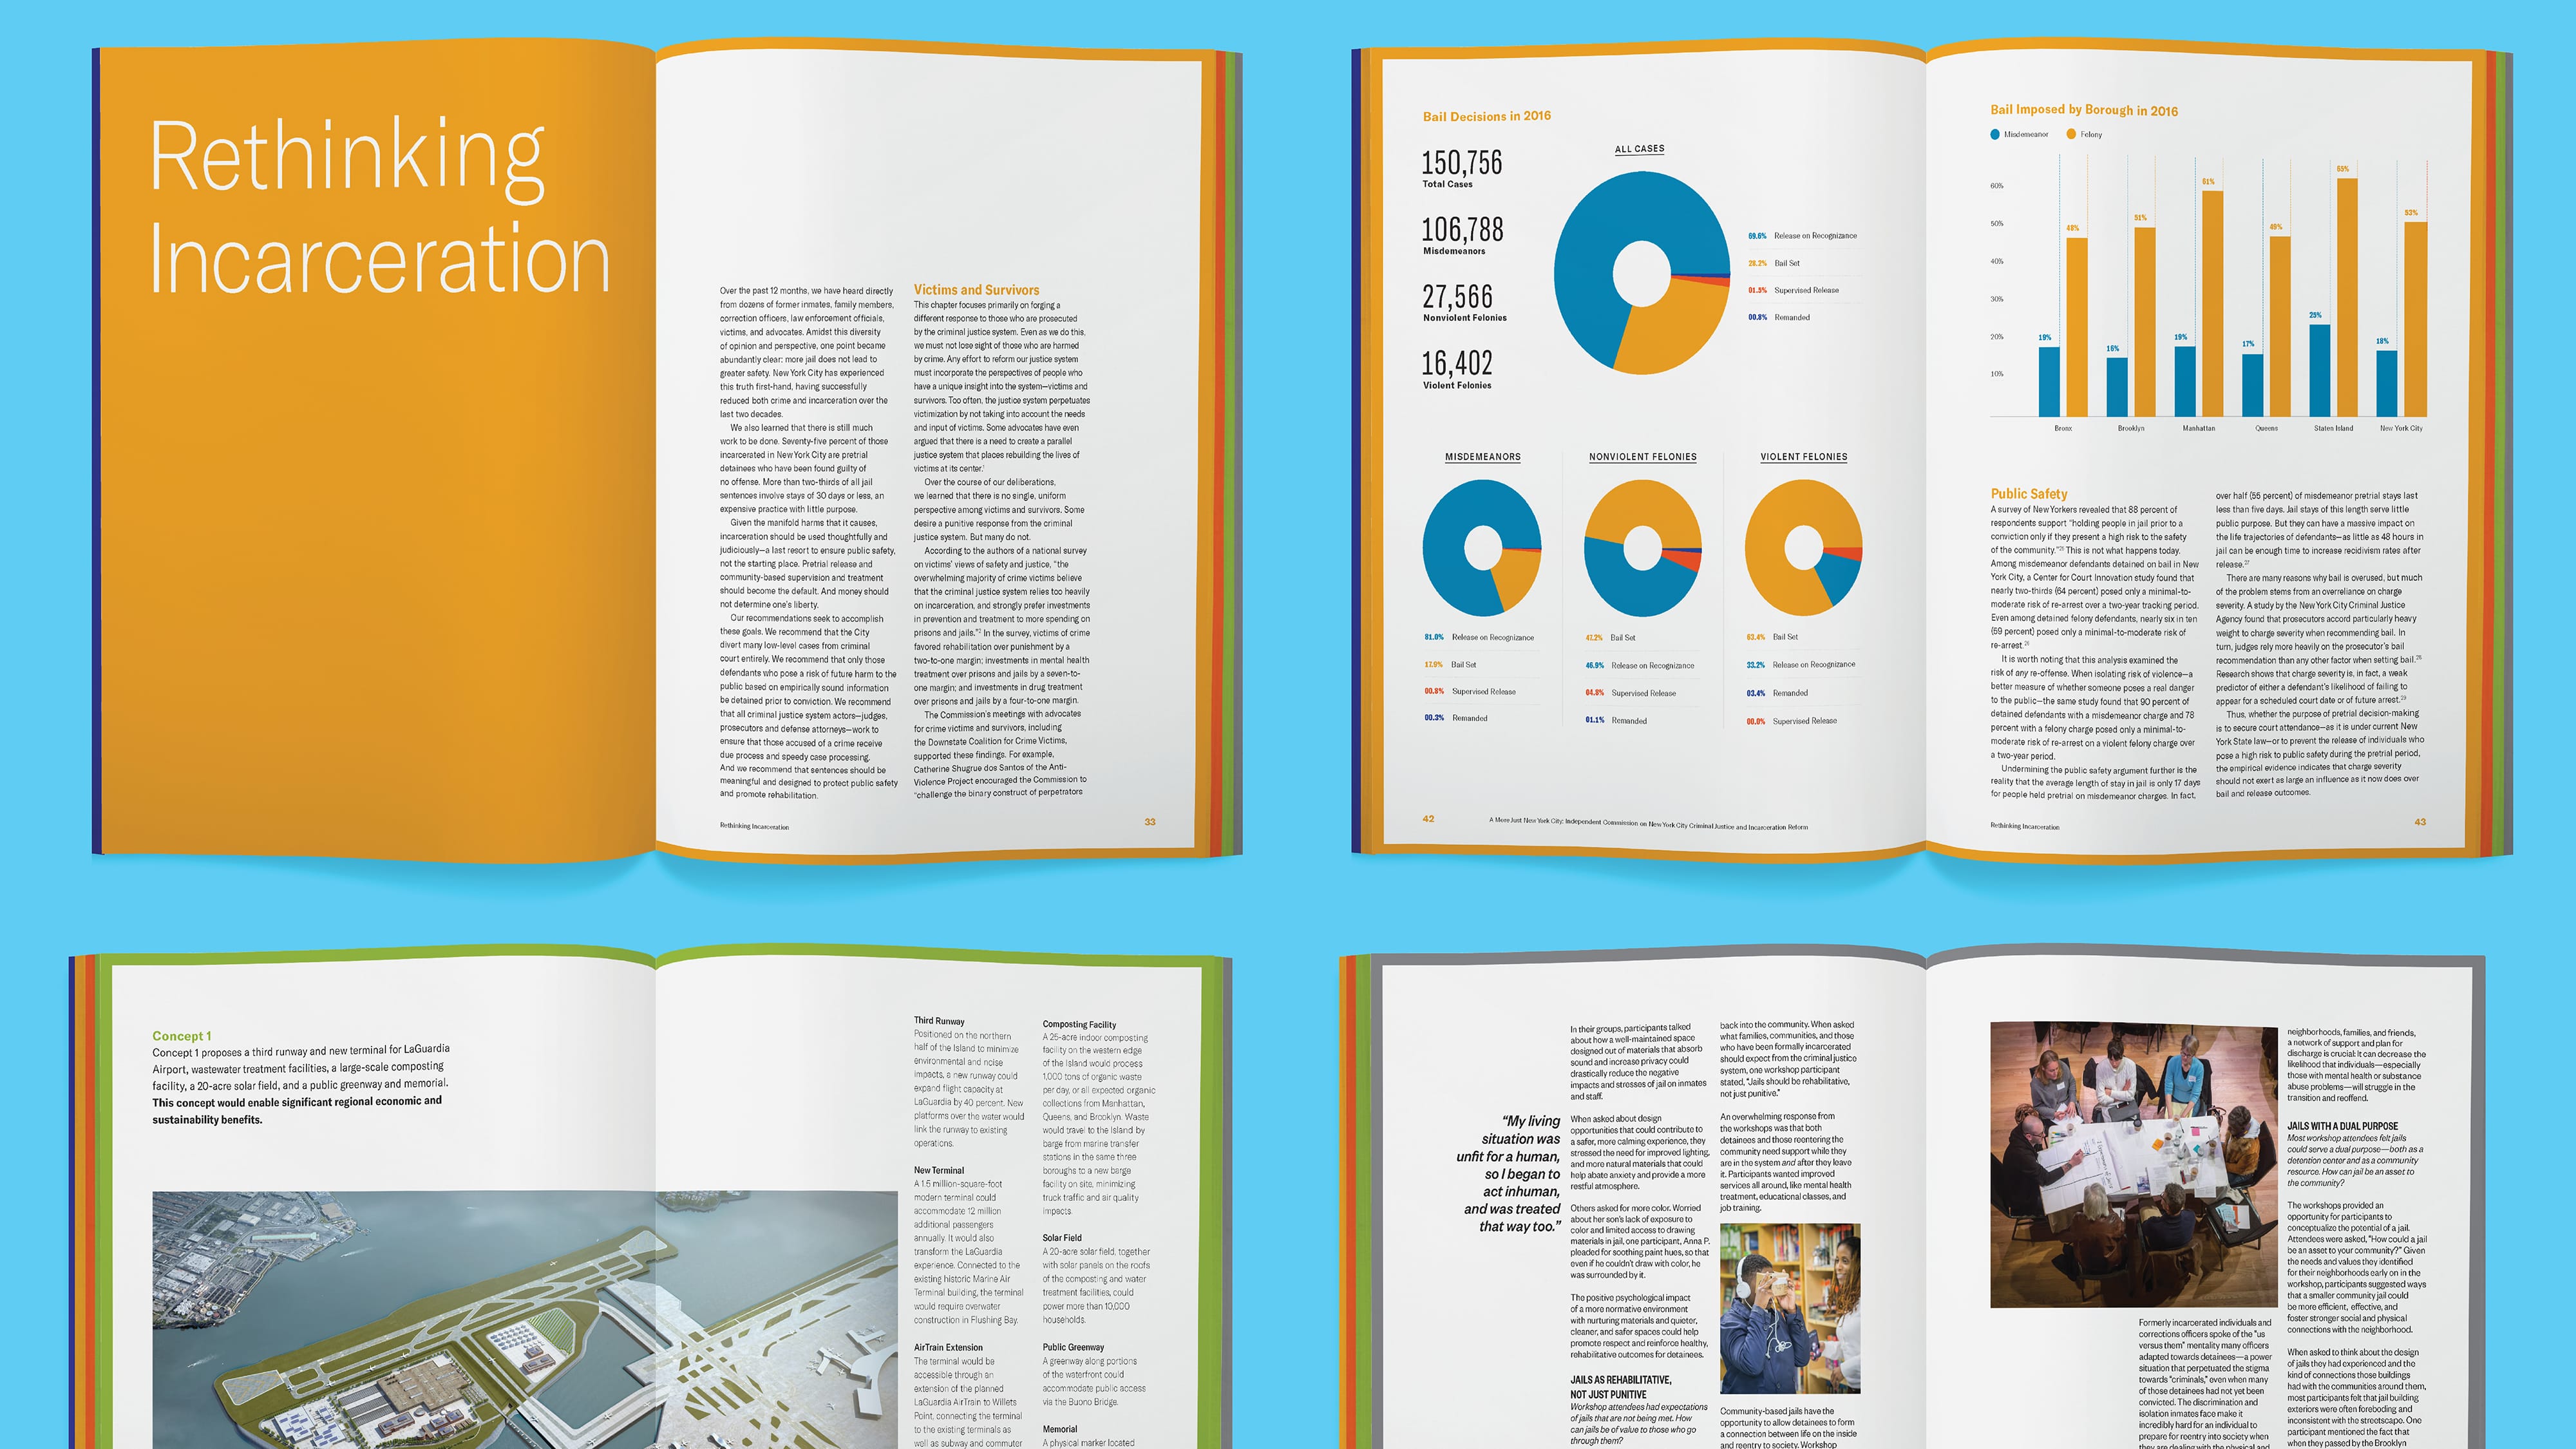 Rethinking
Incarceration
Over the past 12 months, we have heard directly
from dozens of former inmates, family members,
correction officers, law enforcement officials,
victims, and advocates. Amidst this diversity
of opinion and perspective, one point became
abundantly clear: more jail does not lead to
greater safety. New York City has experienced
this truth first-hand, having successfully
reduced both crime and incarceration over the
last two decades.
We also learned that there is still much
work to be done. Seventy-five percent of those
incarcerated in New York City are pretrial
detainees who have been found guilty of
no offense. More than two-thirds of all jail
sentences involve stays of 30 days or less, an
expensive practice with little purpose.
Given the manifold harms that it causes,
incarceration should be used thoughtfully and
judiciously—a last resort to ensure public safety,
not the starting place. Pretrial release and
community-based supervision and treatment
should become the default. And money should
not determine one's liberty.
Our recommendations seek to accomplish
these goals. We recommend that the City
divert many low-level cases from criminal
court entirely. We recommend that only those
defendants who pose a risk of future harm to the
public based on empirically sound information
be detained prior to conviction. We recommend
that all criminal justice system actors—judges,
prosecutors and defense attorneys—work to
ensure that those accused of a crime receive
due process and speedy case processing.
And we recommend that sentences should be
meaningful and designed to protect public safety
and promote rehabilitation.
Victims and Survivors
This chapter focuses primarily on forging a
different response to those who are prosecuted
by the criminal justice system. Even as we do this,
we must not lose sight of those who are harmed
by crime. Any effort to reform our justice system
must incorporate the perspectives of people who
have a unique insight into the system—victims and
survivors. Too often, the justice system perpetuates
victimization by not taking into account the needs
and input of victims. Some advocates have even
argued that there is a need to create a parallel
justice system that places rebuilding the lives of
victims at its center.¹
Over the course of our deliberations,
we learned that there is no single, uniform
perspective among victims and survivors. Some
desire a punitive response from the criminal
justice system. But many do not.
According to the authors of a national survey
on victims' views of safety and justice, "the
overwhelming majority of crime victims believe
that the criminal justice system relies too heavily
on incarceration, and strongly prefer investments
in prevention and treatment to more spending on
prisons and jails."² In the survey, victims of crime
favored rehabilitation over punishment by a
two-to-one margin; investments in mental health
treatment over prisons and jails by a seven-to-
one margin; and investments in drug treatment
over prisons and jails by a four-to-one margin.
The Commission's meetings with advocates
for crime victims and survivors, including
the Downstate Coalition for Crime Victims,
supported these findings. For example,
Catherine Shugrue dos Santos of the Anti-
Violence Project encouraged the Commission to
"challenge the binary construct of perpetrators
Rethinking Incarceration
33
Bail Decisions in 2016
150,756
Total Cases
106,788
Misdemeanors
27,566
Nonviolent Felonies
16,402
Violent Felonies
ALL CASES
69.6% Release on Recognizance
28.2% Bail Set
01.5% Supervised Release
00.8% Remanded
MISDEMEANORS
81.0% Release on Recognizance
17.9% Bail Set
00.8% Supervised Release
00.3% Remanded
NONVIOLENT FELONIES
47.2% Bail Set
46.9% Release on Recognizance
04.8% Supervised Release
01.1% Remanded
VIOLENT FELONIES
63.4% Bail Set
33.2% Release on Recognizance
03.4% Remanded
00.0% Supervised Release
42
A More Just New York City: Independent Commission on New York City Criminal Justice and Incarceration Reform
Bail Imposed by Borough in 2016
Misdemeanor Felony
60%
50%
40%
30%
20%
10%
19% 48%
16% 51%
19% 61%
17% 49%
25% 65%
18% 53%
Bronx Brooklyn Manhattan Queens Staten Island New York City
Public Safety
A survey of New Yorkers revealed that 88 percent of
respondents support "holding people in jail prior to a
conviction only if they present a high risk to the safety
of the community."²⁵ This is not what happens today.
Among misdemeanor defendants detained on bail in New
York City, a Center for Court Innovation study found that
nearly two-thirds (64 percent) posed only a minimal-to-
moderate risk of re-arrest over a two-year tracking period.
Even among detained felony defendants, nearly six in ten
(59 percent) posed only a minimal-to-moderate risk of
re-arrest.²⁶
It is worth noting that this analysis examined the
risk of any re-offense. When isolating risk of violence—a
better measure of whether someone poses a real danger
to the public—the same study found that 90 percent of
detained defendants with a misdemeanor charge and 78
percent with a felony charge posed only a minimal-to-
moderate risk of re-arrest on a violent felony charge over
a two-year period.
Undermining the public safety argument further is the
reality that the average length of stay in jail is only 17 days
for people held pretrial on misdemeanor charges. In fact,
over half (55 percent) of misdemeanor pretrial stays last
less than five days. Jail stays of this length serve little
public purpose. But they can have a massive impact on
the life trajectories of defendants—as little as 48 hours in
jail can be enough time to increase recidivism rates after
release.²⁷
There are many reasons why bail is overused, but much
of the problem stems from an overreliance on charge
severity. A study by the New York City Criminal Justice
Agency found that prosecutors accord particularly heavy
weight to charge severity when recommending bail. In
turn, judges rely more heavily on the prosecutor's bail
recommendation than any other factor when setting bail.²⁸
Research shows that charge severity is, in fact, a weak
predictor of either a defendant's likelihood of failing to
appear for a scheduled court date or of future arrest.²⁹
Thus, whether the purpose of pretrial decision-making
is to secure court attendance—as it is under current New
York State law—or to prevent the release of individuals who
pose a high risk to public safety during the pretrial period,
the empirical evidence indicates that charge severity
should not exert as large an influence as it now does over
bail and release outcomes.
Rethinking Incarceration
43
Concept 1
Concept 1 proposes a third runway and new terminal for LaGuardia
Airport, wastewater treatment facilities, a large-scale composting
facility, a 20-acre solar field, and a public greenway and memorial.
This concept would enable significant regional economic and
sustainability benefits.
Third Runway
Positioned on the northern
half of the Island to minimize
environmental and noise
impacts, a new runway could
expand flight capacity at
LaGuardia by 40 percent. New
platforms over the water would
link the runway to existing
operations.
New Terminal
A 1.5 million-square-foot
modern terminal could
accommodate 12 million
additional passengers
annually. It would also
transform the LaGuardia
experience. Connected to the
existing historic Marine Air
Terminal building, the terminal
would require overwater
construction in Flushing Bay.
AirTrain Extension
The terminal would be
accessible through an
extension of the planned
LaGuardia AirTrain to Willets
Point, connecting the terminal
to the existing terminals as
well as subway and commuter
Composting Facility
A 25-acre indoor composting
facility on the western edge
of the Island would process
1,000 tons of organic waste
per day, or all expected organic
collections from Manhattan,
Queens, and Brooklyn. Waste
would travel to the Island by
barge from marine transfer
stations in the same three
boroughs to a new barge
facility on site, minimizing
truck traffic and air quality
impacts.
Solar Field
A 20-acre solar field, together
with solar panels on the roofs
of the composting and water
treatment facilities, could
power more than 10,000
households.
Public Greenway
A greenway along portions
of the waterfront could
accommodate public access
via the Buono Bridge.
Memorial
A physical marker located
"My living
situation was
unfit for a human,
so I began to
act inhuman,
and was treated
that way too."
In their groups, participants talked
about how a well-maintained space
designed out of materials that absorb
sound and increase privacy could
drastically reduce the negative
impacts and stresses of jail on inmates
and staff.
When asked about design
opportunities that could contribute to
a safer, more calming experience, they
stressed the need for improved lighting,
and more natural materials that could
help abate anxiety and provide a more
restful atmosphere.
Others asked for more color. Worried
about her son's lack of exposure to
color and limited access to drawing
materials in jail, one participant, Anna P.
pleaded for soothing paint hues, so that
even if he couldn't draw with color, he
was surrounded by it.
The positive psychological impact
of a more normative environment
with nurturing materials and quieter,
cleaner, and safer spaces could help
promote respect and reinforce healthy,
rehabilitative outcomes for detainees.
JAILS AS REHABILITATIVE,
NOT JUST PUNITIVE
Workshop attendees had expectations
of jails that are not being met. How
can jails be of value to those who go
through them?
back into the community. When asked
what families, communities, and those
who have been formally incarcerated
should expect from the criminal justice
system, one workshop participant
stated, "Jails should be rehabilitative,
not just punitive."
An overwhelming response from
the workshops was that both
detainees and those reentering the
community need support while they
are in the system and after they leave
it. Participants wanted improved
services all around, like mental health
treatment, educational classes, and
job training.
Community-based jails have the
opportunity to allow detainees to form
a connection between life on the inside
and reentry to society. Workshop
Formerly incarcerated individuals and
corrections officers spoke of the "us
versus them" mentality many officers
adapted towards detainees—a power
situation that perpetuated the stigma
towards "criminals," even when many
of those detainees had not yet been
convicted. The discrimination and
isolation inmates face make it
incredibly hard for an individual to
prepare for reentry into society when
they are dealing with the physical and
neighborhoods, families, and friends,
a network of support and plan for
discharge is crucial: It can decrease the
likelihood that individuals—especially
those with mental health or substance
abuse problems—will struggle in the
transition and reoffend.
JAILS WITH A DUAL PURPOSE
Most workshop attendees felt jails
could serve a dual purpose—both as a
detention center and as a community
resource. How can jail be an asset to
the community?
The workshops provided an
opportunity for participants to
conceptualize the potential of a jail.
Attendees were asked, "How could a jail
be an asset to your community?" Given
the needs and values they identified
for their neighborhoods early on in the
workshop, participants suggested ways
that a smaller community jail could
be more efficient, effective, and
foster stronger social and physical
connections with the neighborhood.
When asked to think about the design
of jails they had experienced and the
kind of connections those buildings
had with the communities around them,
most participants felt that jail building
exteriors were often foreboding and
inconsistent with the streetscape. One
participant mentioned the fact that
when they passed by the Brooklyn